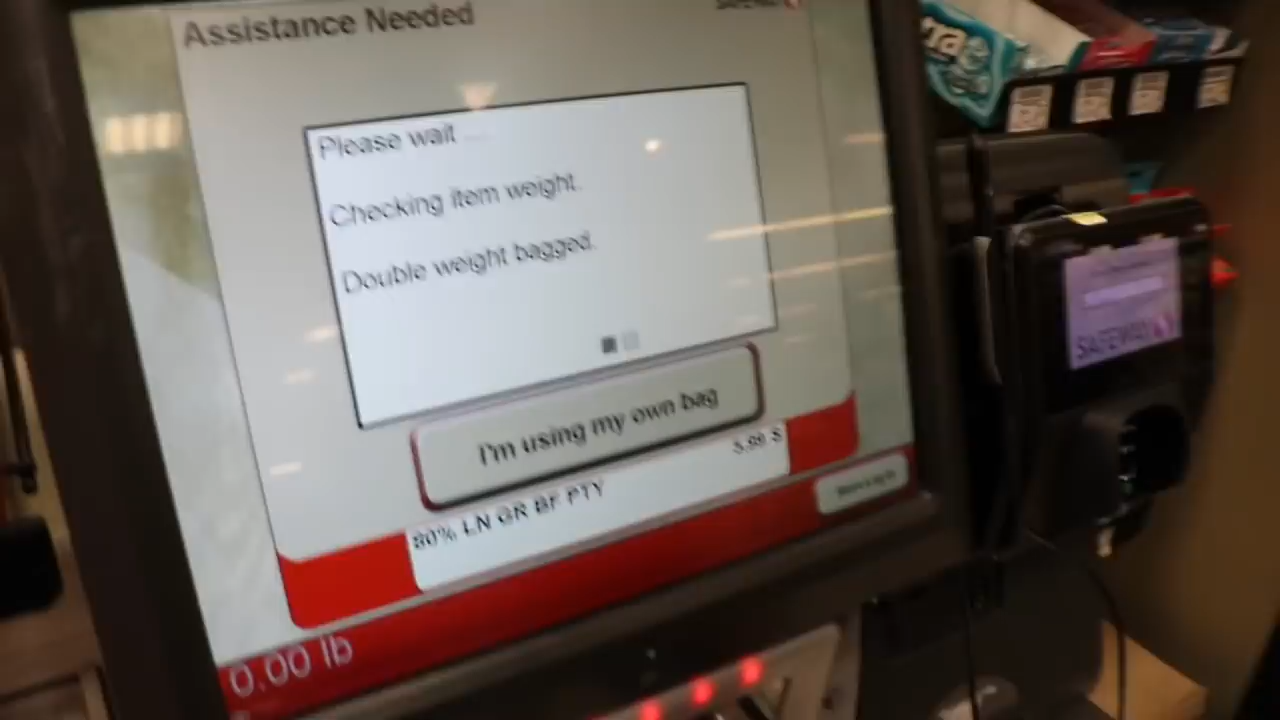 Assistance Needed
SAFEWAY
Please wait
Checking item weight.
Double weight bagged.
I'm using my own bag
5.99 S
80% LN GR BF PTY
0.00 lb
SAFEWAY